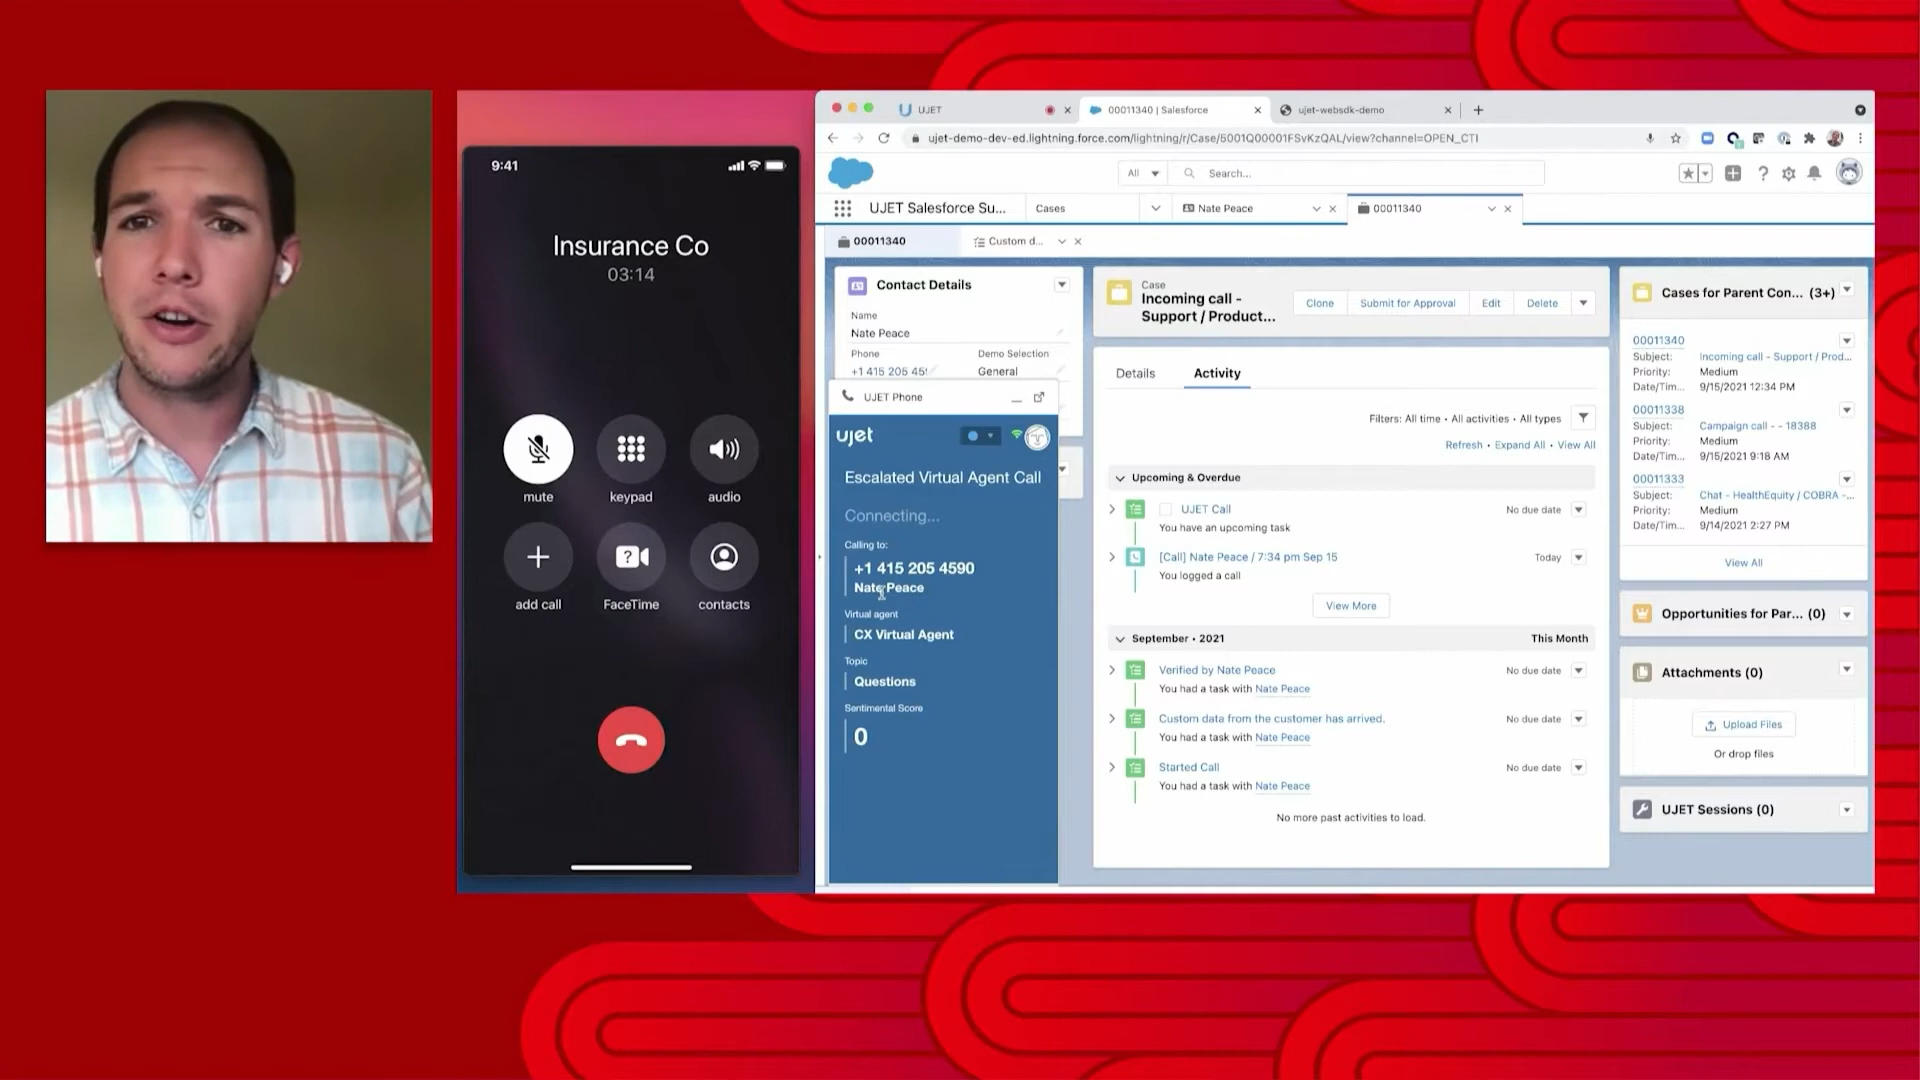 9:41
Insurance Co
03:14
mute
keypad
audio
add call
FaceTime
contacts
UJET
00011340 | Salesforce
ujet-websdk-demo
ujet-demo-dev-ed.lightning.force.com/lightning/r/Case/5001Q00001FSvKzQAL/view?channel=OPEN_CTI
All
Search...
UJET Salesforce Su...
Cases
Nate Peace
00011340
00011340
Custom d...
Contact Details
Name
Nate Peace
Phone
Demo Selection
+1 415 205 45
General
UJET Phone
ujet
Escalated Virtual Agent Call
Connecting...
Calling to:
+1 415 205 4590
Nate Peace
Virtual agent
CX Virtual Agent
Topic
Questions
Sentimental Score
0
Case
Incoming call -
Support / Product...
Clone
Submit for Approval
Edit
Delete
Details
Activity
Filters: All time • All activities • All types
Refresh • Expand All • View All
Upcoming & Overdue
UJET Call
No due date
You have an upcoming task
[Call] Nate Peace / 7:34 pm Sep 15
Today
You logged a call
View More
September • 2021
This Month
Verified by Nate Peace
No due date
You had a task with Nate Peace
Custom data from the customer has arrived.
No due date
You had a task with Nate Peace
Started Call
No due date
You had a task with Nate Peace
No more past activities to load.
Cases for Parent Con... (3+)
00011340
Subject: Incoming call - Support / Prod...
Priority: Medium
Date/Tim... 9/15/2021 12:34 PM
00011338
Subject: Campaign call - - 18388
Priority: Medium
Date/Tim... 9/15/2021 9:18 AM
00011333
Subject: Chat - HealthEquity / COBRA -...
Priority: Medium
Date/Tim... 9/14/2021 2:27 PM
View All
Opportunities for Par... (0)
Attachments (0)
Upload Files
Or drop files
UJET Sessions (0)